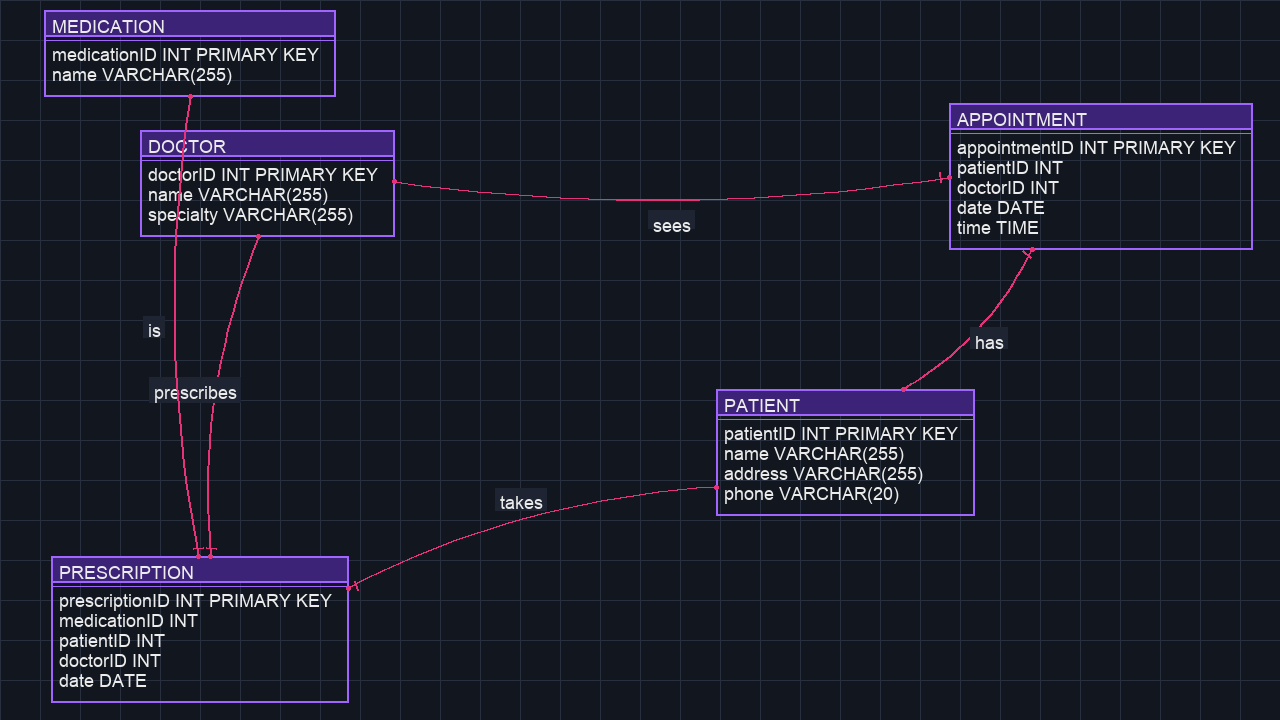 MEDICATION
medicationID INT PRIMARY KEY
name VARCHAR(255)
DOCTOR
doctorID INT PRIMARY KEY
name VARCHAR(255)
specialty VARCHAR(255)
APPOINTMENT
appointmentID INT PRIMARY KEY
patientID INT
doctorID INT
date DATE
time TIME
sees
is
has
prescribes
PATIENT
patientID INT PRIMARY KEY
name VARCHAR(255)
address VARCHAR(255)
phone VARCHAR(20)
takes
PRESCRIPTION
prescriptionID INT PRIMARY KEY
medicationID INT
patientID INT
doctorID INT
date DATE